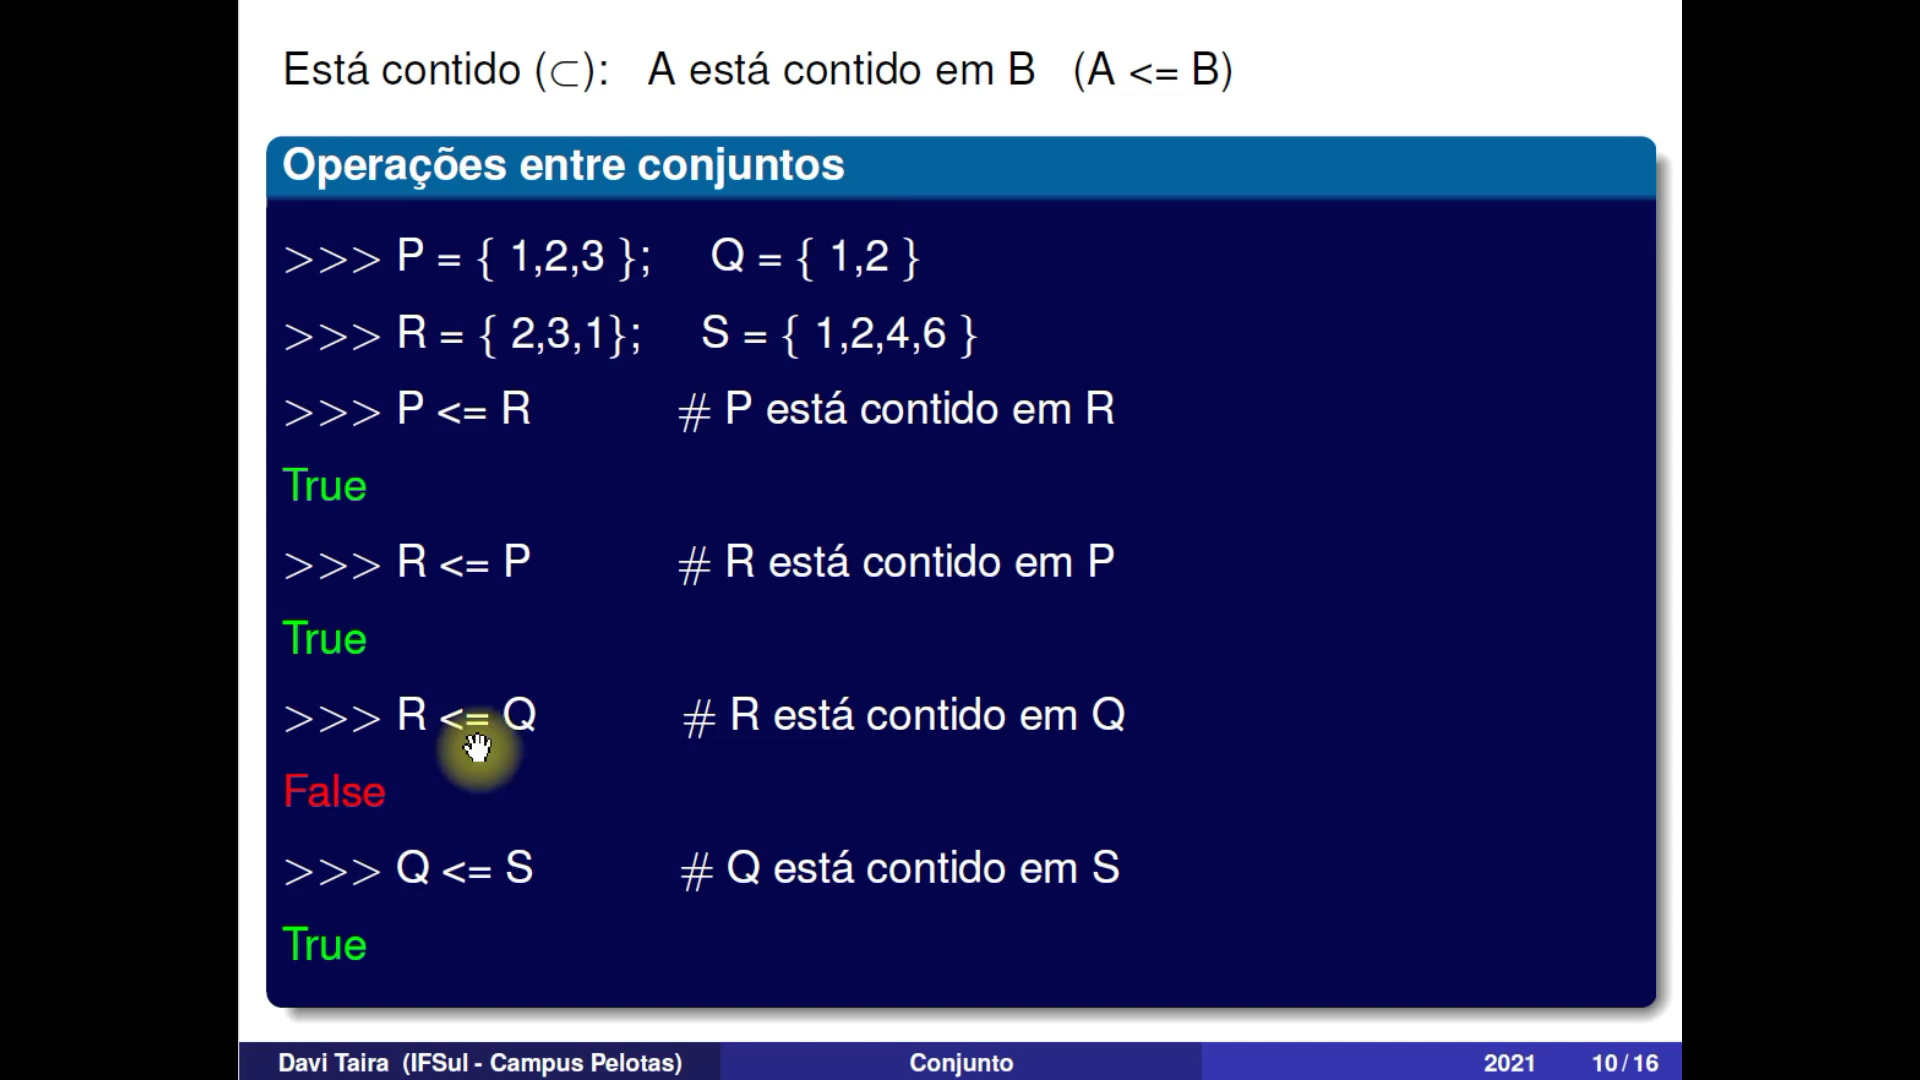 Está contido (⊂): A está contido em B (A <= B)
Operações entre conjuntos
>>> P = { 1,2,3 }; Q = { 1,2 }
>>> R = { 2,3,1}; S = { 1,2,4,6 }
>>> P <= R # P está contido em R
True
>>> R <= P # R está contido em P
True
>>> R <= Q # R está contido em Q
False
>>> Q <= S # Q está contido em S
True
Davi Taira (IFSul - Campus Pelotas) Conjunto 2021 10 / 16